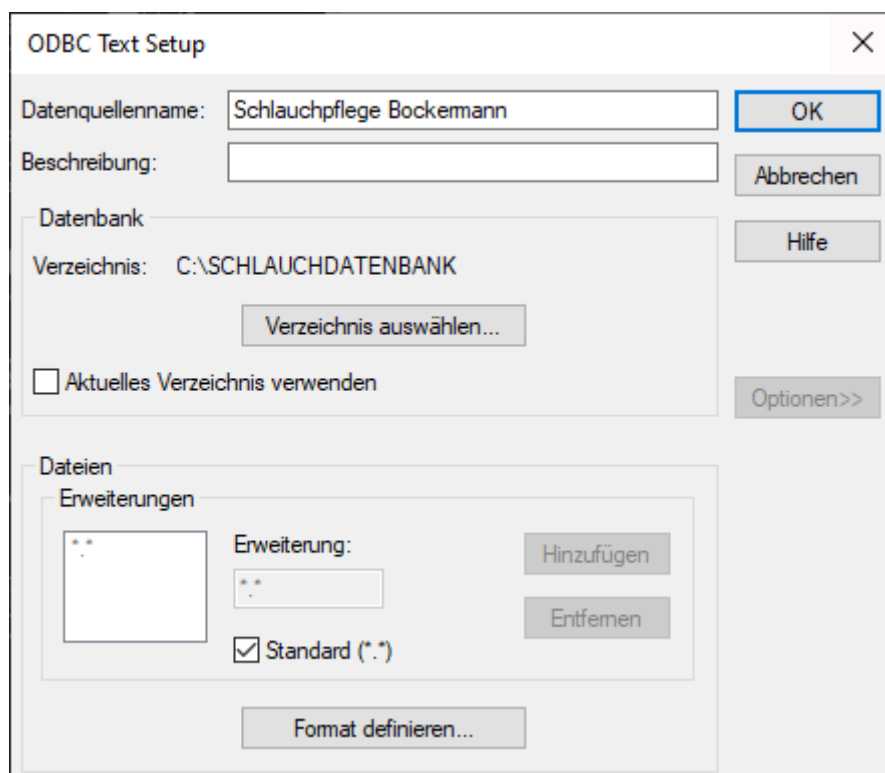 ODBC Text Setup
Datenquellenname: Schlauchpflege Bockermann OK
Beschreibung: Abbrechen
Datenbank Hilfe
Verzeichnis: C:\SCHLAUCHDATENBANK
Verzeichnis auswählen...
Aktuelles Verzeichnis verwenden
Optionen>>
Dateien
Erweiterungen
*.* Erweiterung: Hinzufügen
*.*
Entfernen
Standard (*.*)
Format definieren...